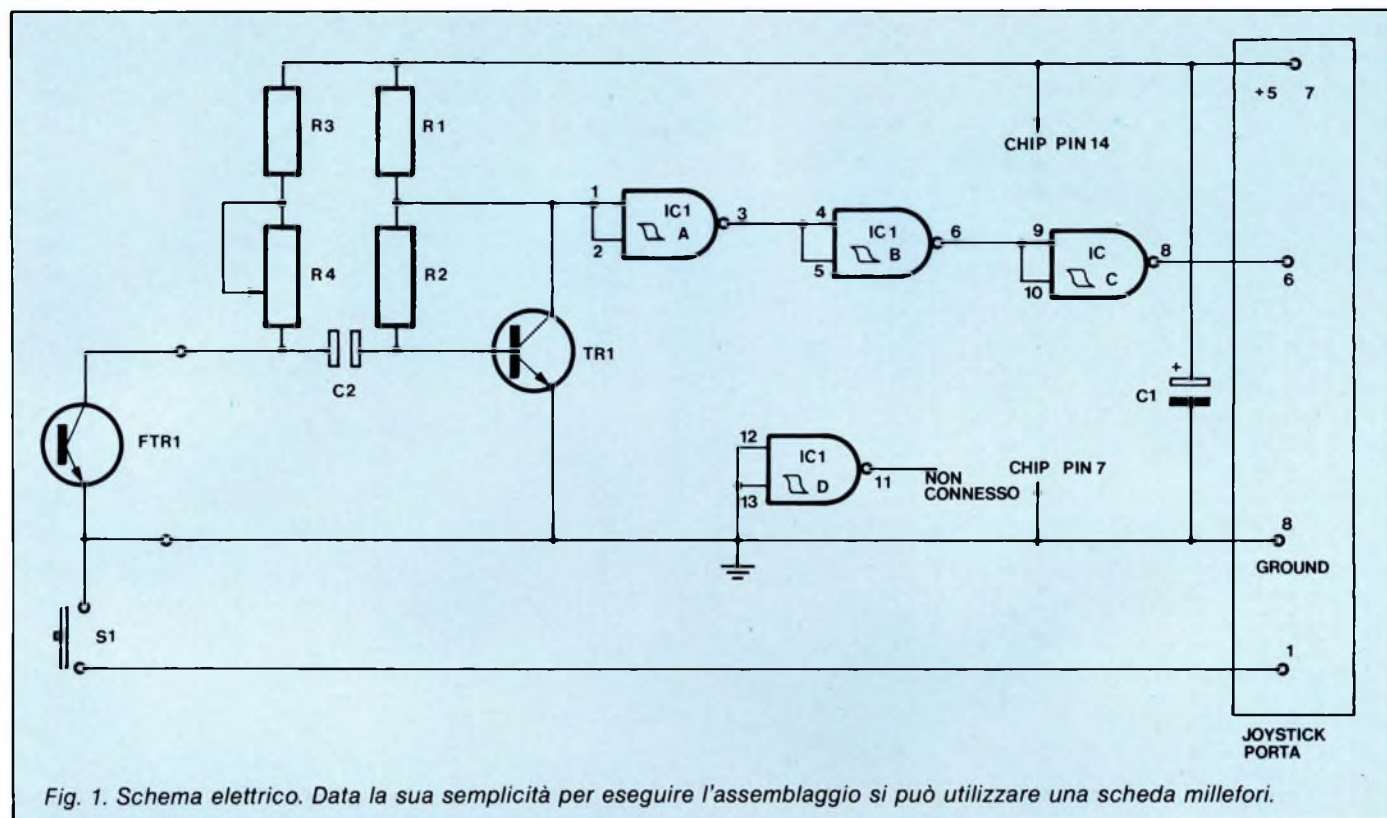 +5 7
R3
R1
CHIP PIN 14
1
IC1
A
2
3
4
IC1
B
5
6
9
IC
C
10
8
6
R4
R2
TR1
C2
+
C1
FTR1
12
IC1
D
13
11
NON
CONNESSO
CHIP PIN 7
8
GROUND
S1
1
JOYSTICK
PORTA
Fig. 1. Schema elettrico. Data la sua semplicità per eseguire l'assemblaggio si può utilizzare una scheda millefori.